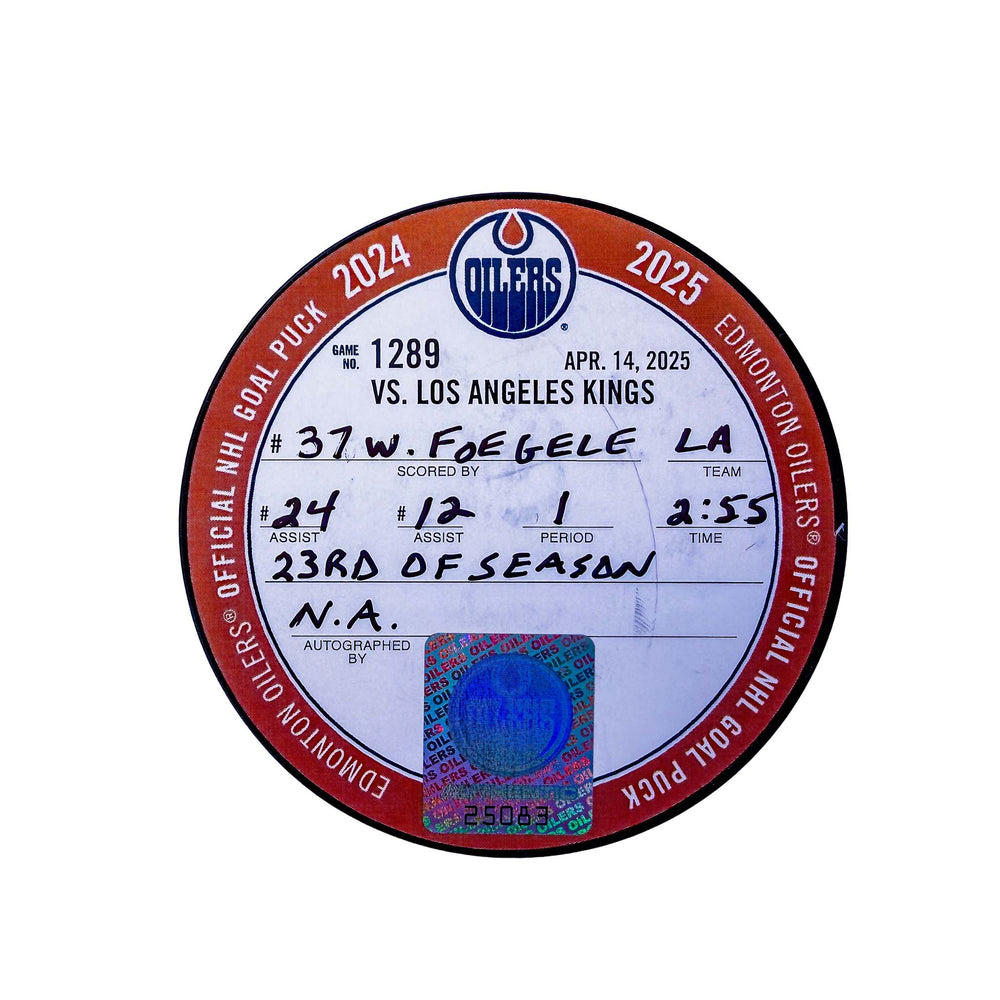 EDMONTON OILERS® OFFICIAL NHL GOAL PUCK 2024
2025 EDMONTON OILERS® OFFICIAL NHL GOAL PUCK
OILERS ®
GAME NO. 1289 APR. 14, 2025
VS. LOS ANGELES KINGS
# 37 W. FOEGELE LA
SCORED BY TEAM
# 24 # 12 1 2:55
ASSIST ASSIST PERIOD TIME
23RD OF SEASON
N.A.
AUTOGRAPHED
BY
OILERS
25083